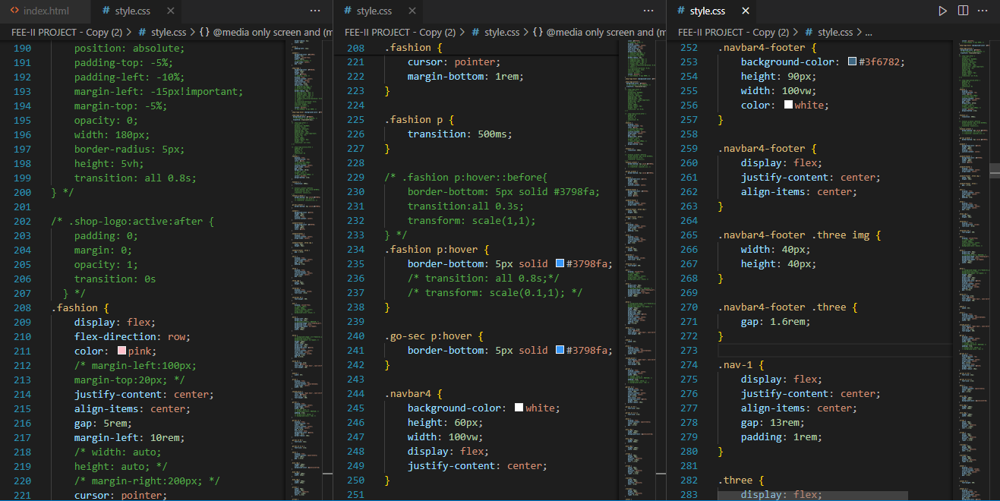 index.html
# style.css
FEE-II PROJECT - Copy (2) > # style.css > {} @media only screen and (m
190 position: absolute;
191 padding-top: -5%;
192 padding-left: -10%;
193 margin-left: -15px!important;
194 margin-top: -5%;
195 opacity: 0;
196 width: 180px;
197 border-radius: 5px;
198 height: 5vh;
199 transition: all 0.8s;
200 } */
201
202 /* .shop-logo:active:after {
203 padding: 0;
204 margin: 0;
205 opacity: 1;
206 transition: 0s
207 } */
208 .fashion {
209 display: flex;
210 flex-direction: row;
211 color: pink;
212 /* margin-left:100px;
213 margin-top:20px; */
214 justify-content: center;
215 align-items: center;
216 gap: 5rem;
217 margin-left: 10rem;
218 /* width: auto;
219 height: auto; */
220 /* margin-right:200px; */
221 cursor: pointer;
# style.css
FEE-II PROJECT - Copy (2) > # style.css > {} @media only screen and (m
208 .fashion {
221 cursor: pointer;
222 margin-bottom: 1rem;
223 }
224
225 .fashion p {
226 transition: 500ms;
227 }
228
229 /* .fashion p:hover::before{
230 border-bottom: 5px solid #3798fa;
231 transition:all 0.3s;
232 transform: scale(1,1);
233 } */
234 .fashion p:hover {
235 border-bottom: 5px solid #3798fa;
236 /* transition: all 0.8s;*/
237 /* transform: scale(0.1,1); */
238 }
239
240 .go-sec p:hover {
241 border-bottom: 5px solid #3798fa;
242 }
243
244 .navbar4 {
245 background-color: white;
246 height: 60px;
247 width: 100vw;
248 display: flex;
249 justify-content: center;
250 }
251
# style.css
FEE-II PROJECT - Copy (2) > # style.css > ...
252 .navbar4-footer {
253 background-color: #3f6782;
254 height: 90px;
255 width: 100vw;
256 color: white;
257 }
258
259 .navbar4-footer {
260 display: flex;
261 justify-content: center;
262 align-items: center;
263 }
264
265 .navbar4-footer .three img {
266 width: 40px;
267 height: 40px;
268 }
269
270 .navbar4-footer .three {
271 gap: 1.6rem;
272 }
273
274 .nav-1 {
275 display: flex;
276 justify-content: center;
277 align-items: center;
278 gap: 13rem;
279 padding: 1rem;
280 }
281
282 .three {
283 display: flex;